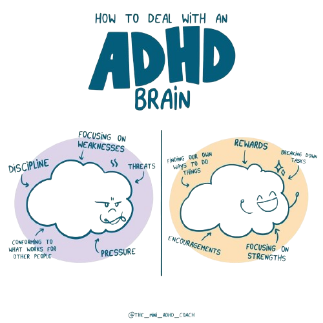 HOW TO DEAL WITH AN
ADHD
BRAIN
FOCUSING ON
WEAKNESSES
DISCIPLINE
THREATS
CONFORMING TO
WHAT WORKS FOR
OTHER PEOPLE
PRESSURE
REWARDS
FINDING OUR OWN
WAYS TO DO
THINGS
BREAKING DOWN
TASKS
ENCOURAGEMENTS
FOCUSING ON
STRENGTHS
@THE_MINI_ADHD_COACH